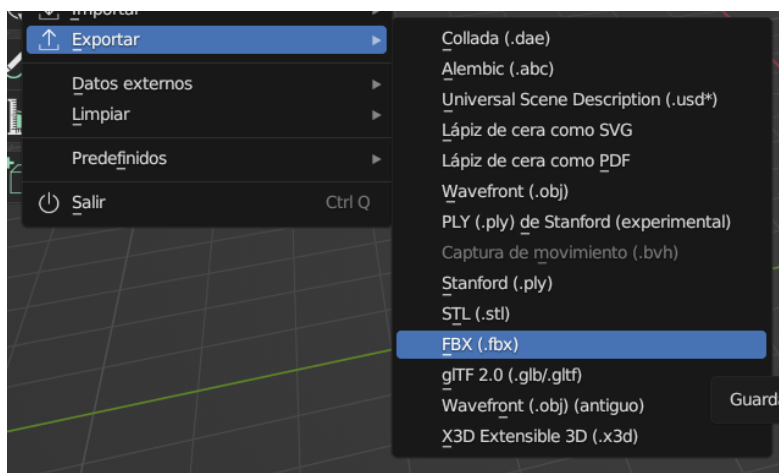 Importar
Exportar
Datos externos
Limpiar
Predefinidos
Salir
Ctrl Q
Collada (.dae)
Alembic (.abc)
Universal Scene Description (.usd*)
Lápiz de cera como SVG
Lápiz de cera como PDF
Wavefront (.obj)
PLY (.ply) de Stanford (experimental)
Captura de movimiento (.bvh)
Stanford (.ply)
STL (.stl)
FBX (.fbx)
glTF 2.0 (.glb/.gltf)
Wavefront (.obj) (antiguo)
X3D Extensible 3D (.x3d)
Guarda